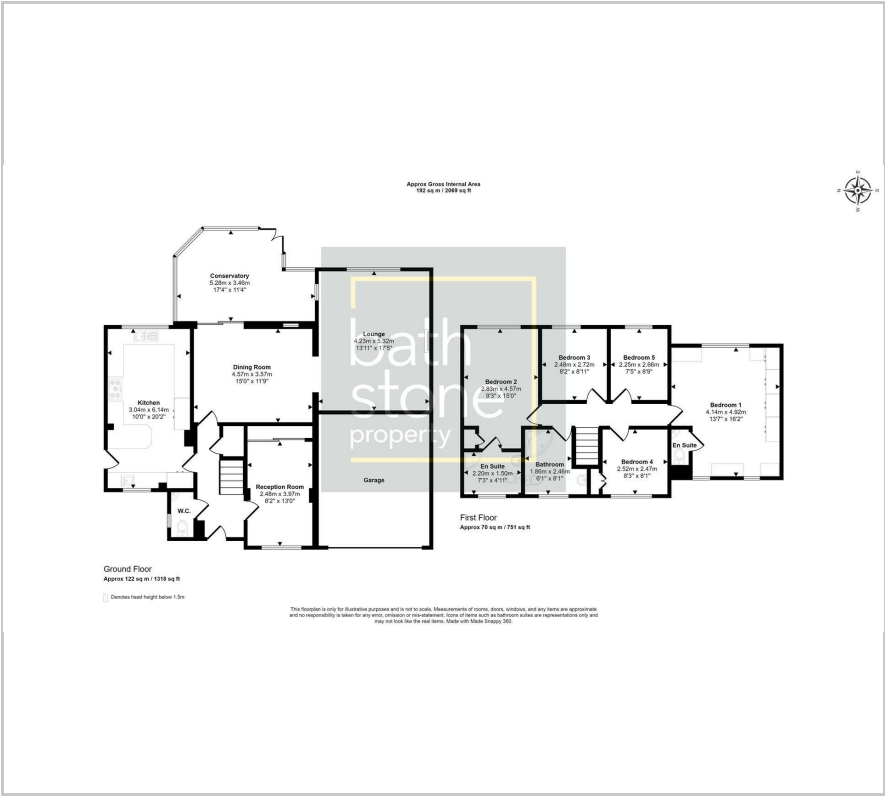 Approx Gross Internal Area
192 sq m / 2069 sq ft
Conservatory
5.28m x 3.46m
17'4" x 11'4"
Lounge
4.23m x 5.32m
13'11" x 17'5"
Dining Room
4.57m x 3.57m
15'0" x 11'9"
Kitchen
3.04m x 6.14m
10'0" x 20'2"
Reception Room
2.48m x 3.97m
8'2" x 13'0"
W.C.
Garage
bath
stone
property
Bedroom 2
2.83m x 4.57m
9'3" x 15'0"
Bedroom 3
2.48m x 2.72m
8'2" x 8'11"
Bedroom 5
2.25m x 2.66m
7'5" x 8'9"
Bedroom 1
4.14m x 4.92m
13'7" x 16'2"
En Suite
En Suite
2.20m x 1.50m
7'3" x 4'11"
Bathroom
1.86m x 2.46m
6'1" x 8'1"
Bedroom 4
2.52m x 2.47m
8'3" x 8'1"
First Floor
Approx 70 sq m / 751 sq ft
Ground Floor
Approx 122 sq m / 1318 sq ft
Denotes head height below 1.5m
This floorplan is only for illustrative purposes and is not to scale. Measurements of rooms, doors, windows, and any items are approximate
and no responsibility is taken for any error, omission or mis-statement. Icons of items such as bathroom suites are representations only and
may not look like the real items. Made with Made Snappy 360.